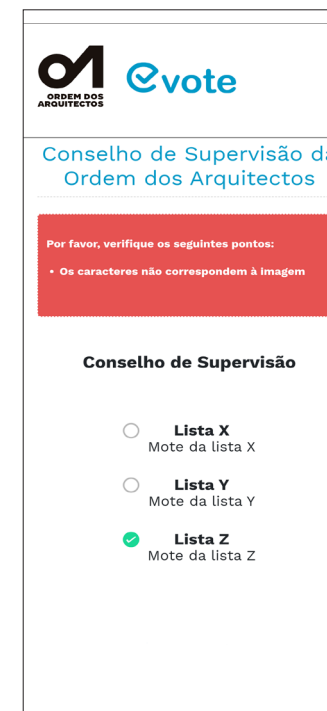 OA
ORDEM DOS
ARQUITECTOS
evote
Conselho de Supervisão da
Ordem dos Arquitectos
Por favor, verifique os seguintes pontos:
• Os caracteres não correspondem à imagem
Conselho de Supervisão
Lista X
Mote da lista X
Lista Y
Mote da lista Y
Lista Z
Mote da lista Z